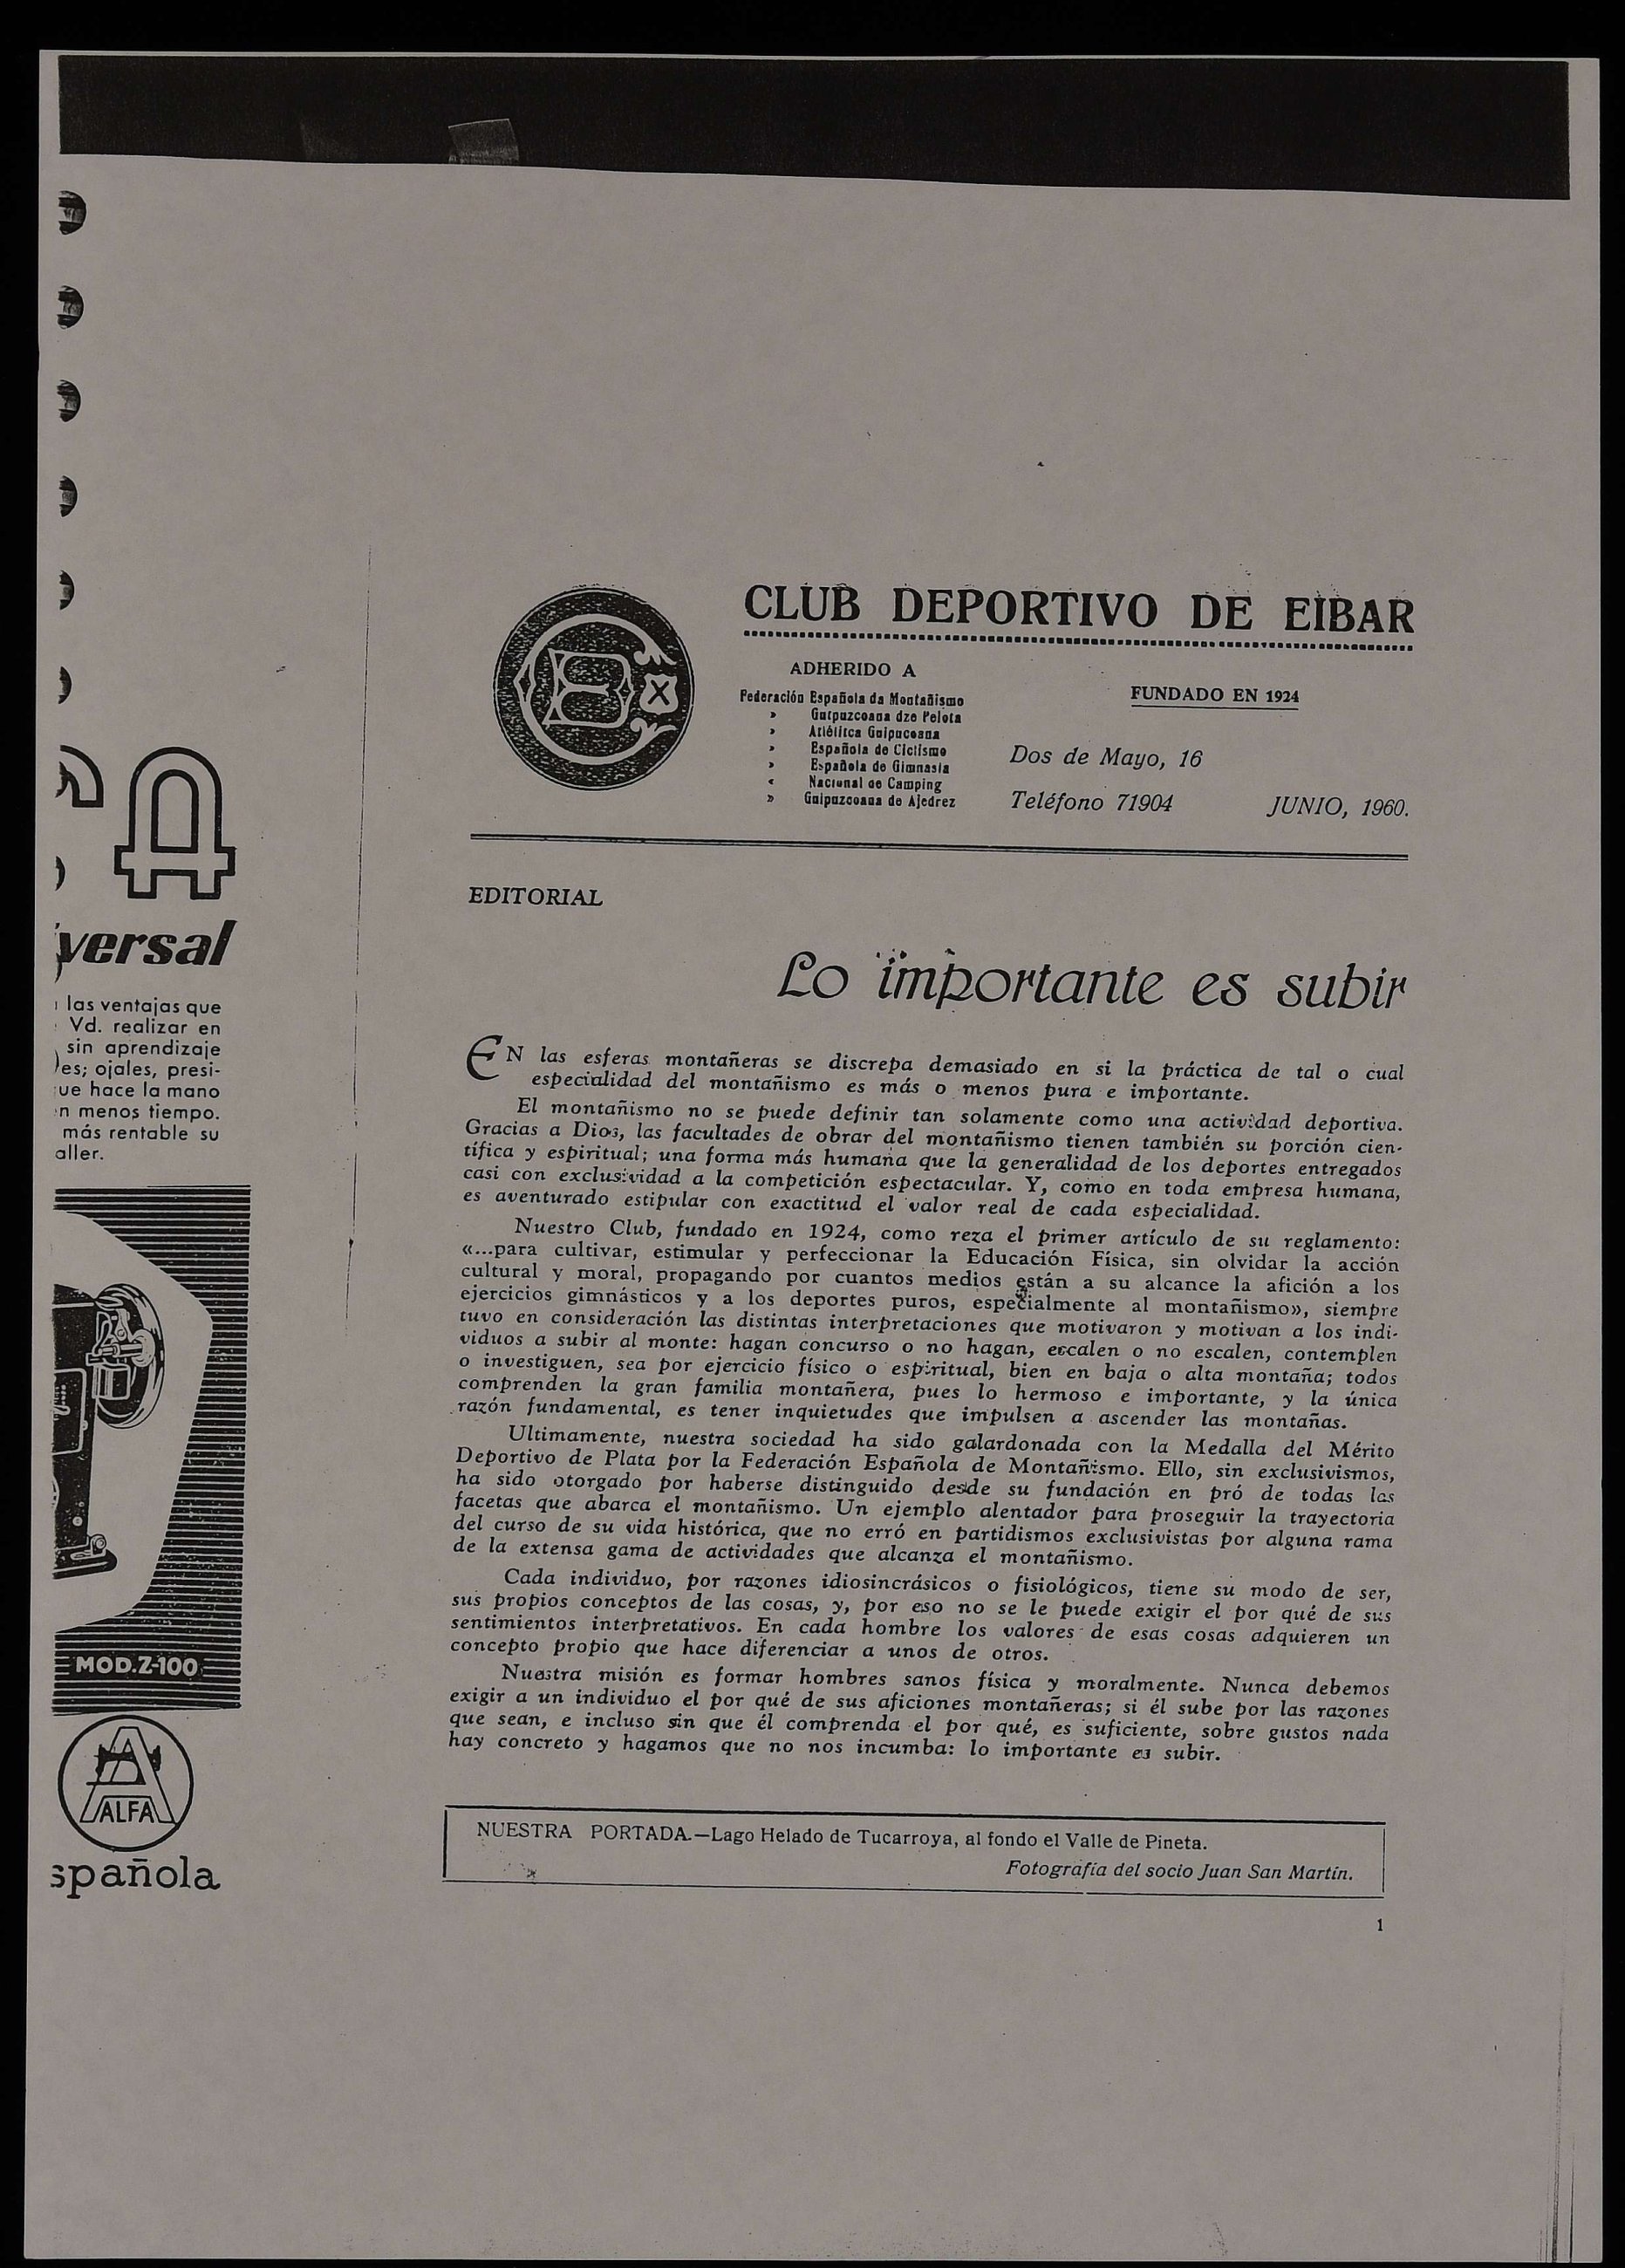 CLUB DEPORTIVO DE EIBAR
ADHERIDO A
Federación Española da Montañismo
» Guipuzcoana dze Pelota
» Atlélitca Guipuceana
» Española de Ciclismo
» Española de Gimnasia
« Nacional de Camping
» Guipuzcoana de Ajedrez
FUNDADO EN 1924
Dos de Mayo, 16
Teléfono 71904 JUNIO, 1960.
EDITORIAL
Lo importante es subir
EN las esferas montañeras se discrepa demasiado en si la práctica de tal o cual
especialidad del montañismo es más o menos pura e importante.
El montañismo no se puede definir tan solamente como una actividad deportiva.
Gracias a Dios, las facultades de obrar del montañismo tienen también su porción cien-
tífica y espiritual; una forma más humana que la generalidad de los deportes entregados
casi con exclusividad a la competición espectacular. Y, como en toda empresa humana,
es aventurado estipular con exactitud el valor real de cada especialidad.
Nuestro Club, fundado en 1924, como reza el primer artículo de su reglamento:
«...para cultivar, estimular y perfeccionar la Educación Física, sin olvidar la acción
cultural y moral, propagando por cuantos medios están a su alcance la afición a los
ejercicios gimnásticos y a los deportes puros, especialmente al montañismo», siempre
tuvo en consideración las distintas interpretaciones que motivaron y motivan a los indi-
viduos a subir al monte: hagan concurso o no hagan, escalen o no escalen, contemplen
o investiguen, sea por ejercicio físico o espiritual, bien en baja o alta montaña; todos
comprenden la gran familia montañera, pues lo hermoso e importante, y la única
razón fundamental, es tener inquietudes que impulsen a ascender las montañas.
Ultimamente, nuestra sociedad ha sido galardonada con la Medalla del Mérito
Deportivo de Plata por la Federación Española de Montañismo. Ello, sin exclusivismos,
ha sido otorgado por haberse distinguido desde su fundación en pró de todas las
facetas que abarca el montañismo. Un ejemplo alentador para proseguir la trayectoria
del curso de su vida histórica, que no erró en partidismos exclusivistas por alguna rama
de la extensa gama de actividades que alcanza el montañismo.
Cada individuo, por razones idiosincrásicos o fisiológicos, tiene su modo de ser,
sus propios conceptos de las cosas, y, por eso no se le puede exigir el por qué de sus
sentimientos interpretativos. En cada hombre los valores de esas cosas adquieren un
concepto propio que hace diferenciar a unos de otros.
Nuestra misión es formar hombres sanos física y moralmente. Nunca debemos
exigir a un individuo el por qué de sus aficiones montañeras; si él sube por las razones
que sean, e incluso sin que él comprenda el por qué, es suficiente, sobre gustos nada
hay concreto y hagamos que no nos incumba: lo importante es subir.
NUESTRA PORTADA.—Lago Helado de Tucarroya, al fondo el Valle de Pineta.
Fotografía del socio Juan San Martín.
1
versal
las ventajas que
Vd. realizar en
sin aprendizaje
es; ojales, presi-
ue hace la mano
n menos tiempo.
más rentable su
aller.
MOD. Z-100
ALFA
española